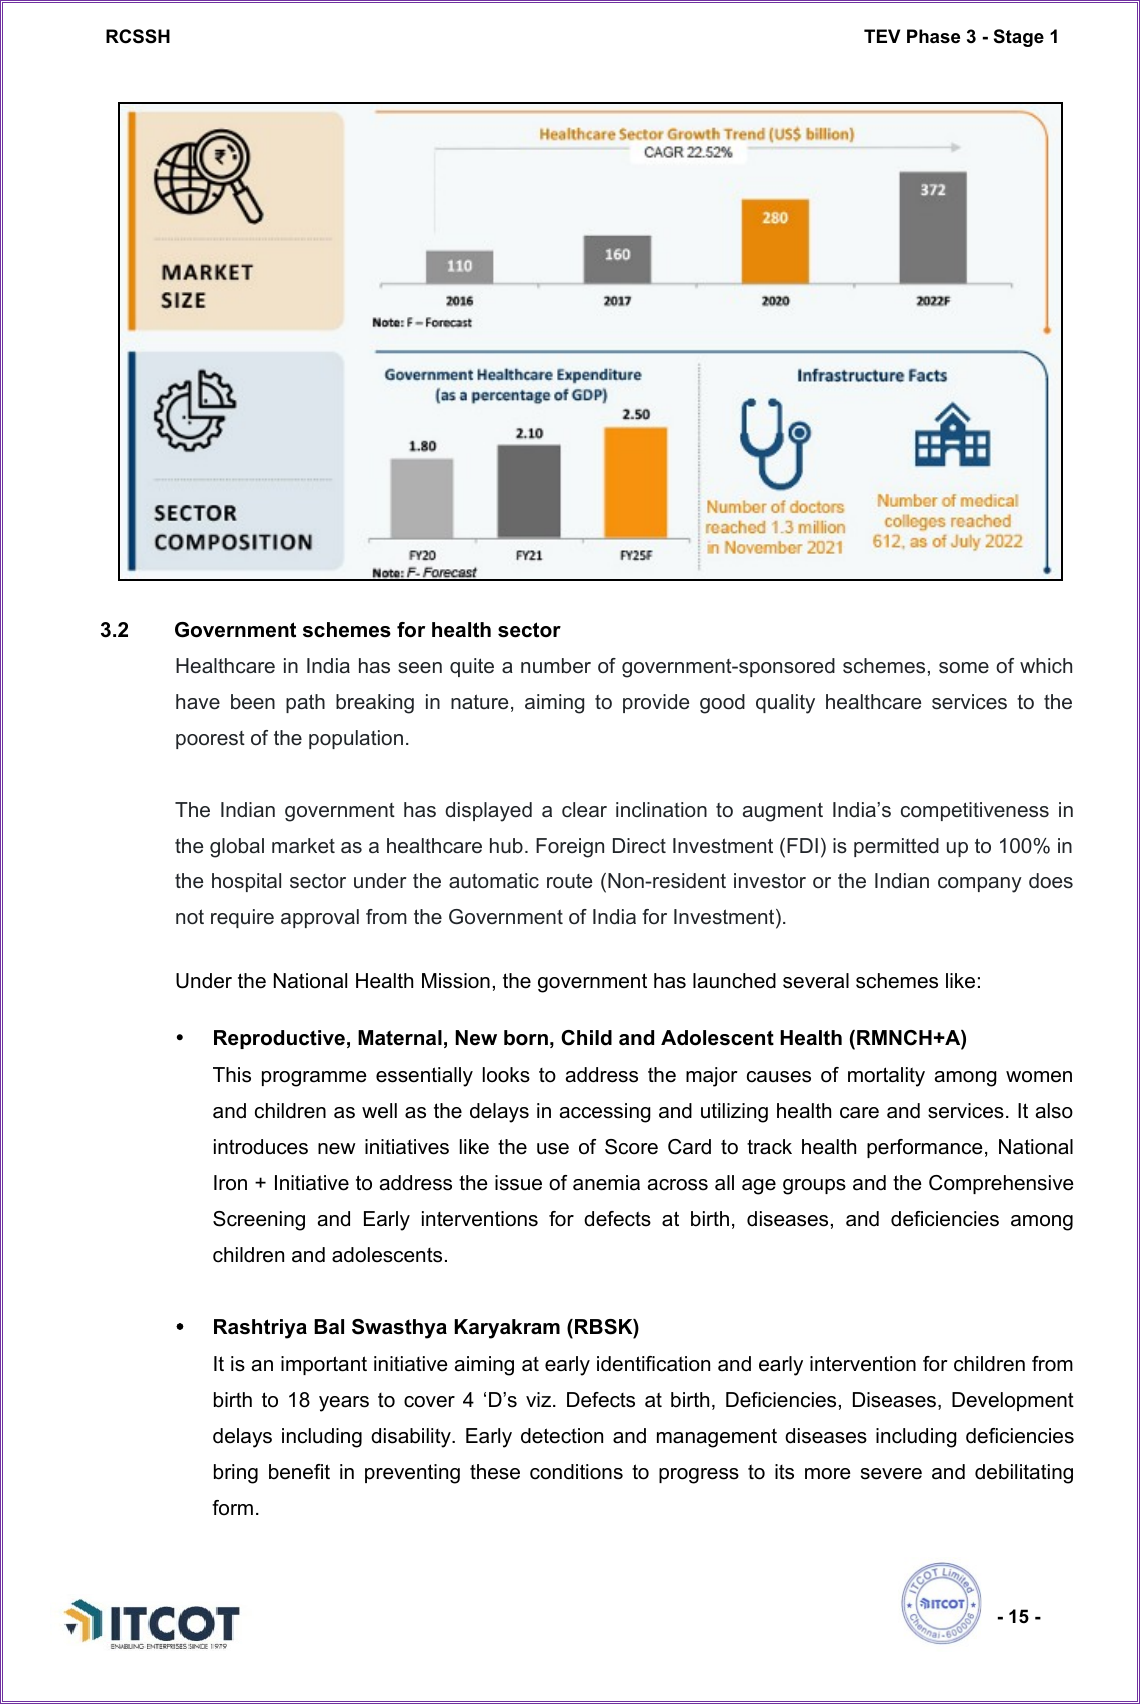 RCSSH TEV Phase 3 - Stage 1
MARKET
SIZE
Healthcare Sector Growth Trend (US$ billion)
CAGR 22.52%
110
160
280
372
2016 2017 2020 2022F
Note: F – Forecast
SECTOR
COMPOSITION
Government Healthcare Expenditure
(as a percentage of GDP)
1.80
2.10
2.50
FY20 FY21 FY25F
Note: F- Forecast
Infrastructure Facts
Number of doctors
reached 1.3 million
in November 2021
Number of medical
colleges reached
612, as of July 2022
3.2 Government schemes for health sector
Healthcare in India has seen quite a number of government-sponsored schemes, some of which
have been path breaking in nature, aiming to provide good quality healthcare services to the
poorest of the population.
The Indian government has displayed a clear inclination to augment India’s competitiveness in
the global market as a healthcare hub. Foreign Direct Investment (FDI) is permitted up to 100% in
the hospital sector under the automatic route (Non-resident investor or the Indian company does
not require approval from the Government of India for Investment).
Under the National Health Mission, the government has launched several schemes like:
• Reproductive, Maternal, New born, Child and Adolescent Health (RMNCH+A)
This programme essentially looks to address the major causes of mortality among women
and children as well as the delays in accessing and utilizing health care and services. It also
introduces new initiatives like the use of Score Card to track health performance, National
Iron + Initiative to address the issue of anemia across all age groups and the Comprehensive
Screening and Early interventions for defects at birth, diseases, and deficiencies among
children and adolescents.
• Rashtriya Bal Swasthya Karyakram (RBSK)
It is an important initiative aiming at early identification and early intervention for children from
birth to 18 years to cover 4 ‘D’s viz. Defects at birth, Deficiencies, Diseases, Development
delays including disability. Early detection and management diseases including deficiencies
bring benefit in preventing these conditions to progress to its more severe and debilitating
form.
ITCOT
ENABLING ENTERPRISES SINCE 1979
ITCOT Limited
ITCOT
Chennai - 600006
- 15 -